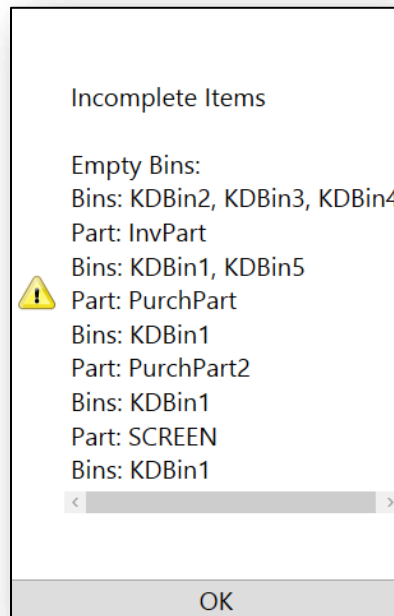 Incomplete Items
Empty Bins:
Bins: KDBin2, KDBin3, KDBin4
Part: InvPart
Bins: KDBin1, KDBin5
Part: PurchPart
Bins: KDBin1
Part: PurchPart2
Bins: KDBin1
Part: SCREEN
Bins: KDBin1
OK